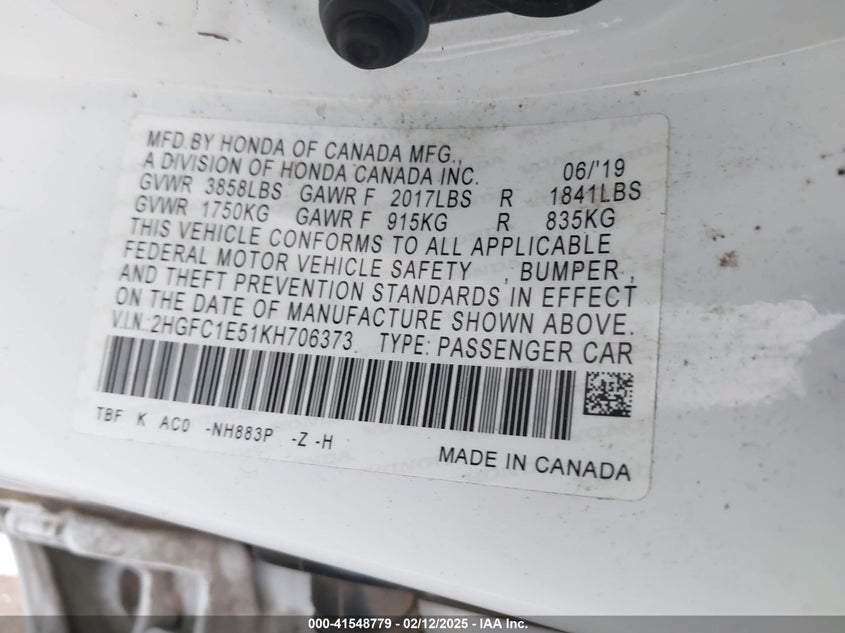 MFD. BY HONDA OF CANADA MFG.,
A DIVISION OF HONDA CANADA INC. 06/'19
GVWR 3858LBS GAWR F 2017LBS R 1841LBS
GVWR 1750KG GAWR F 915KG R 835KG
THIS VEHICLE CONFORMS TO ALL APPLICABLE
FEDERAL MOTOR VEHICLE SAFETY , BUMPER ,
AND THEFT PREVENTION STANDARDS IN EFFECT
ON THE DATE OF MANUFACTURE SHOWN ABOVE.
V.I.N. 2HGFC1E51KH706373 TYPE: PASSENGER CAR
TBF K AC0 -NH883P -Z -H
MADE IN CANADA
000-41548779 - 02/12/2025 - IAA Inc.